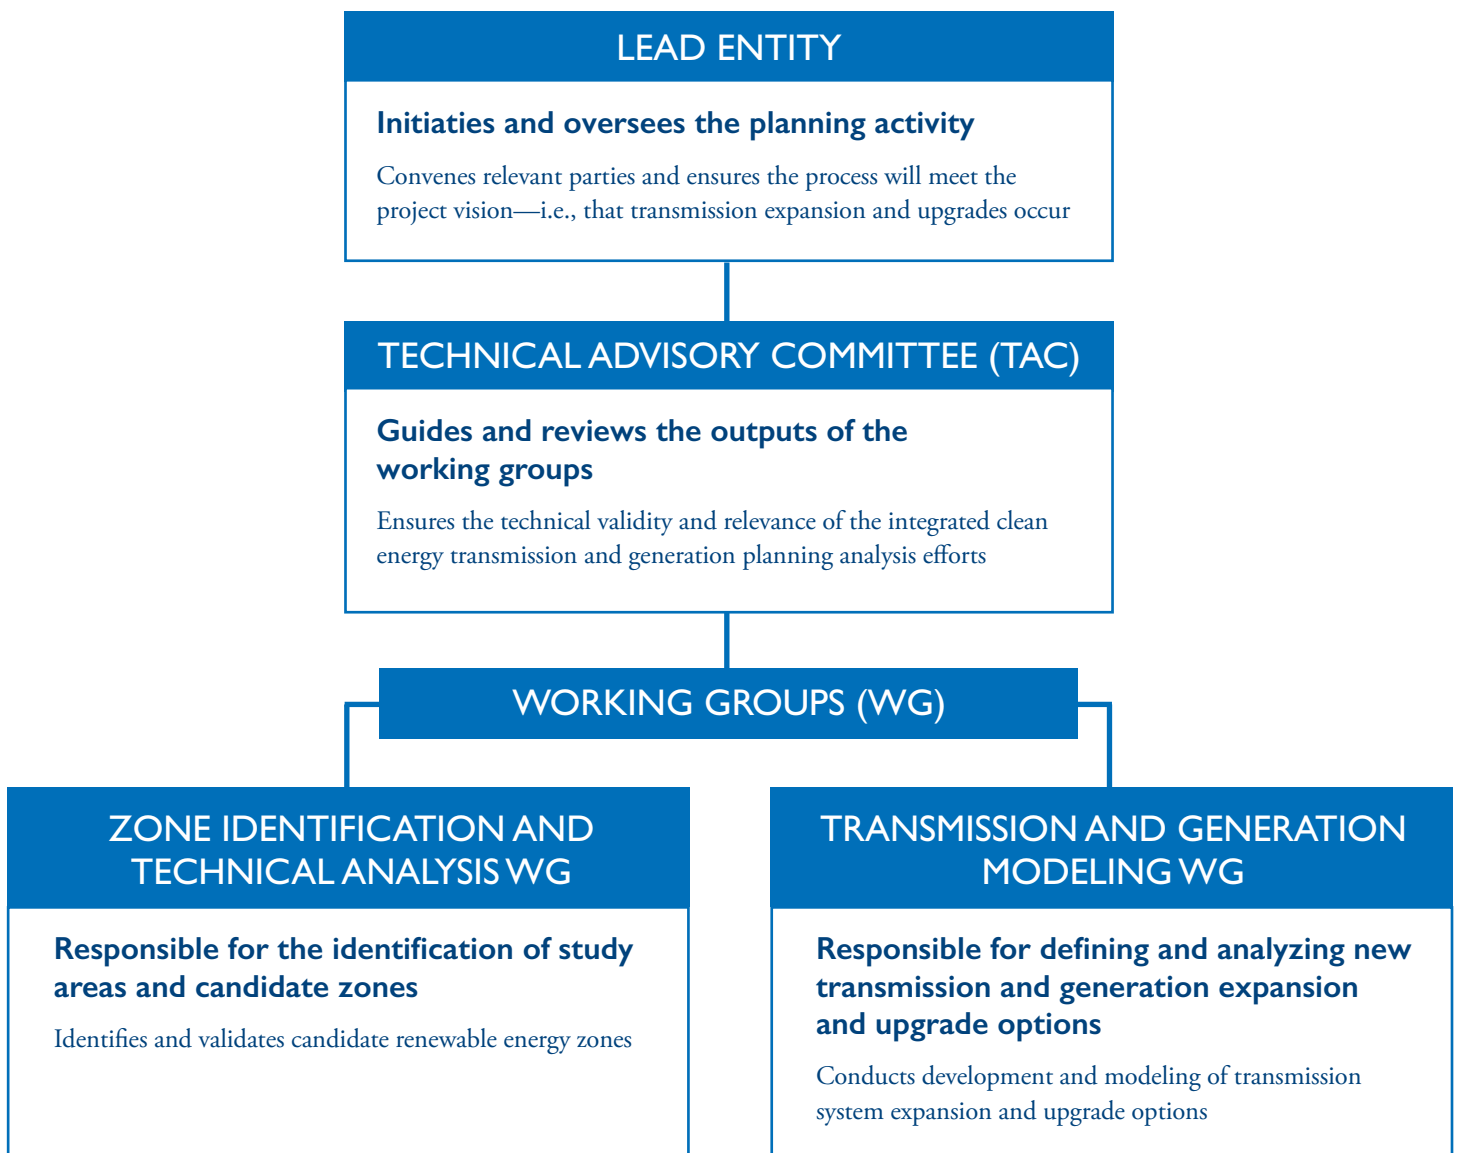 LEAD ENTITY
Initiaties and oversees the planning activity
Convenes relevant parties and ensures the process will meet the
project vision—i.e., that transmission expansion and upgrades occur
TECHNICAL ADVISORY COMMITTEE (TAC)
Guides and reviews the outputs of the
working groups
Ensures the technical validity and relevance of the integrated clean
energy transmission and generation planning analysis efforts
WORKING GROUPS (WG)
ZONE IDENTIFICATION AND
TECHNICAL ANALYSIS WG
Responsible for the identification of study
areas and candidate zones
Identifies and validates candidate renewable energy zones
TRANSMISSION AND GENERATION
MODELING WG
Responsible for defining and analyzing new
transmission and generation expansion
and upgrade options
Conducts development and modeling of transmission
system expansion and upgrade options